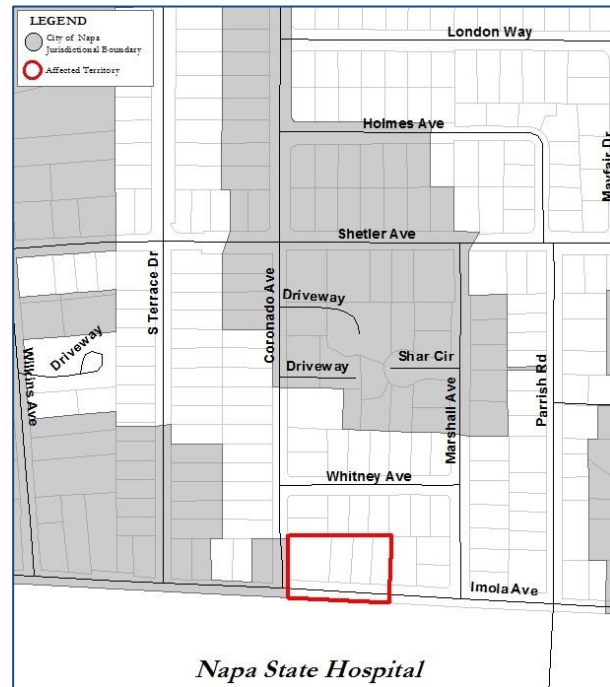 LEGEND
City of Napa
Jurisdictional Boundary
Affected Territory
London Way
Holmes Ave
Mayfair Dr
Shetler Ave
S Terrace Dr
Coronado Ave
Driveway
Driveway
Driveway
Shar Cir
Wilkins Ave
Marshall Ave
Parrish Rd
Whitney Ave
Imola Ave
Napa State Hospital